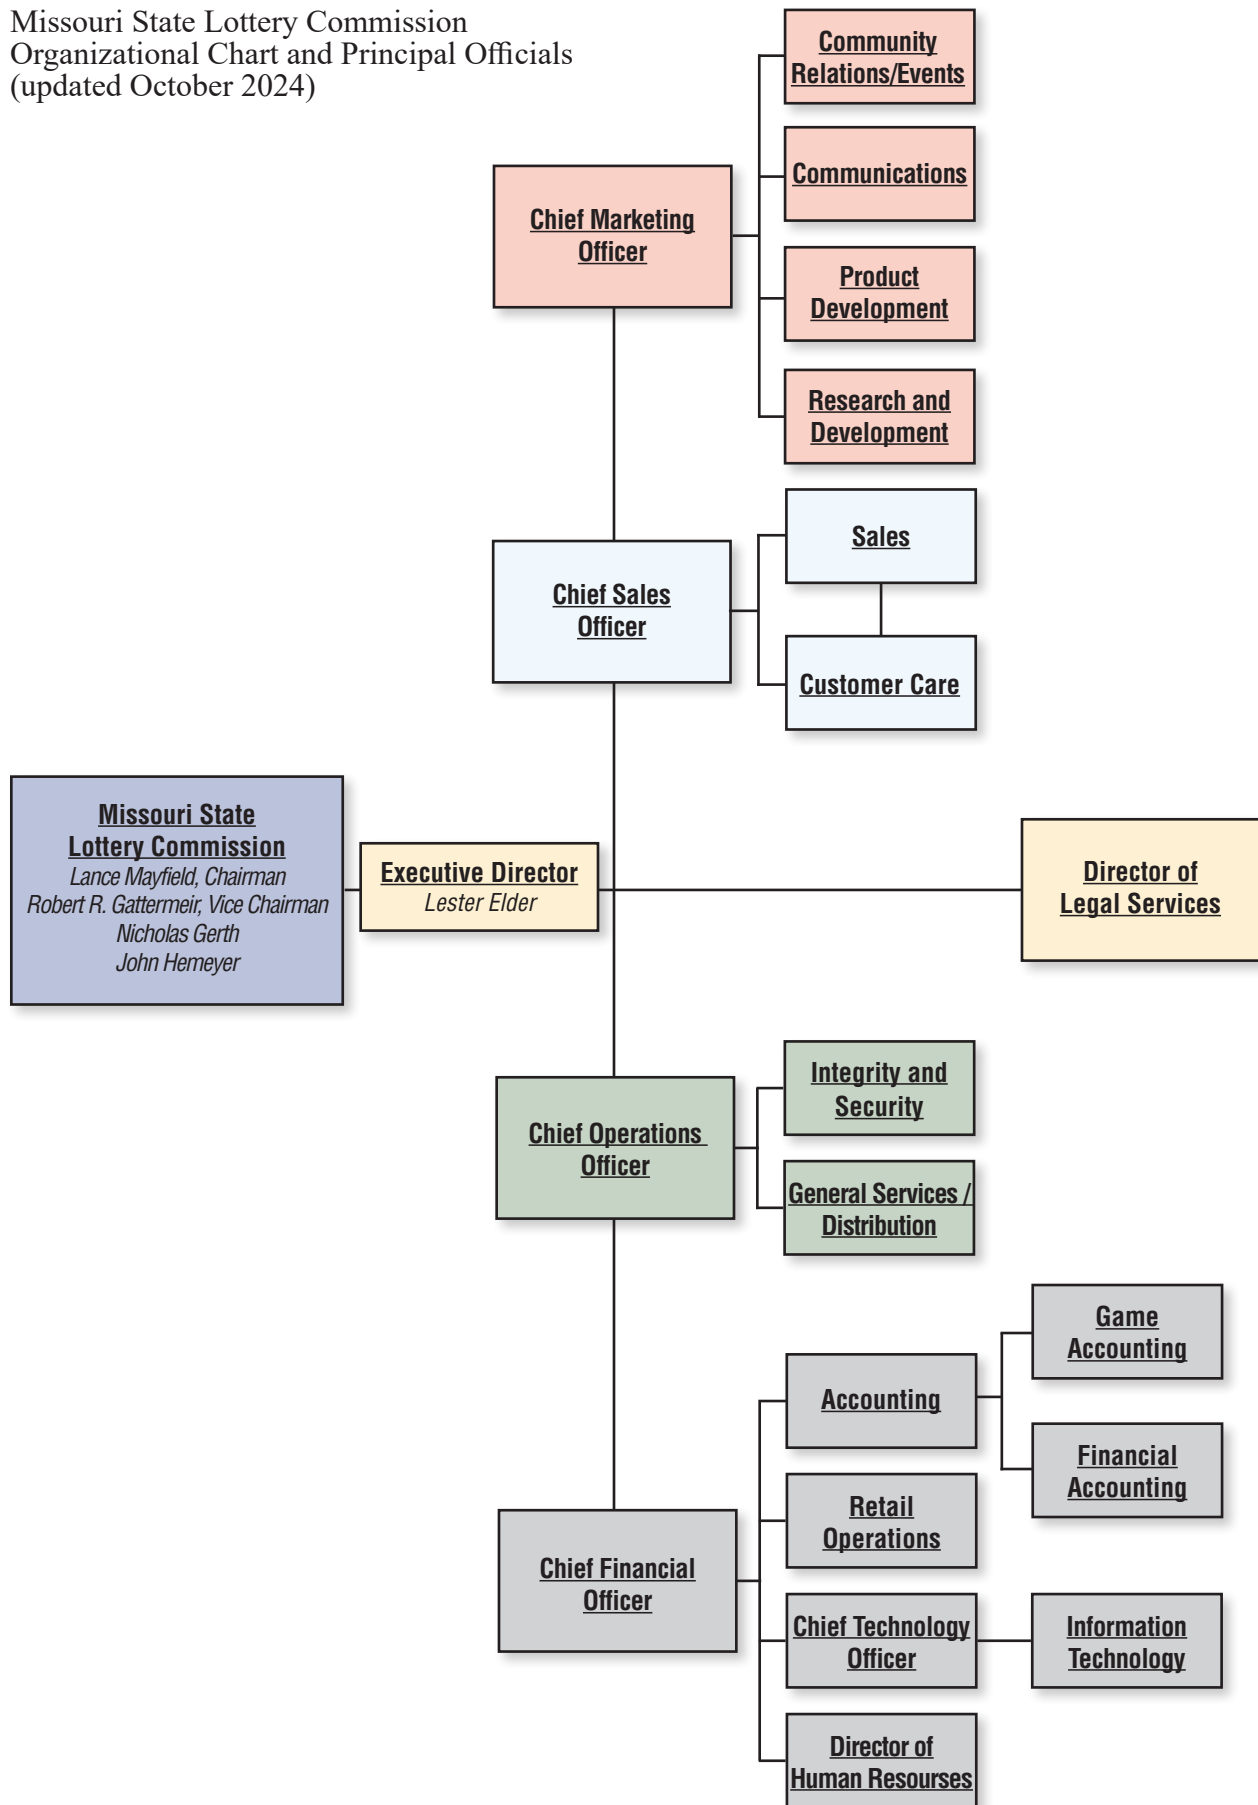 Missouri State Lottery Commission
Organizational Chart and Principal Officials
(updated October 2024)
Community
Relations/Events
Communications
Chief Marketing
Officer
Product
Development
Research and
Development
Sales
Chief Sales
Officer
Customer Care
Missouri State
Lottery Commission
Lance Mayfield, Chairman
Robert R. Gattermeir, Vice Chairman
Nicholas Gerth
John Hemeyer
Executive Director
Lester Elder
Director of
Legal Services
Integrity and
Security
Chief Operations
Officer
General Services /
Distribution
Game
Accounting
Accounting
Financial
Accounting
Retail
Operations
Chief Financial
Officer
Chief Technology
Officer
Information
Technology
Director of
Human Resourses